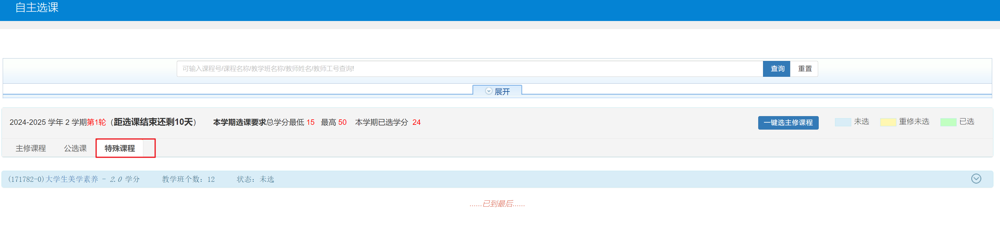 自主选课
可输入课程号/课程名称/教学班名称/教师姓名/教师工号查询! 查询 重置
展开
2024-2025 学年 2 学期第1轮（距选课结束还剩10天） 本学期选课要求总学分最低 15 最高 50 本学期已选学分 24 一键选主修课程 未选 重修未选 已选
主修课程 公选课 特殊课程
(171782-0)大学生美学素养 - 2.0 学分 教学班个数：12 状态：未选
......已到最后......